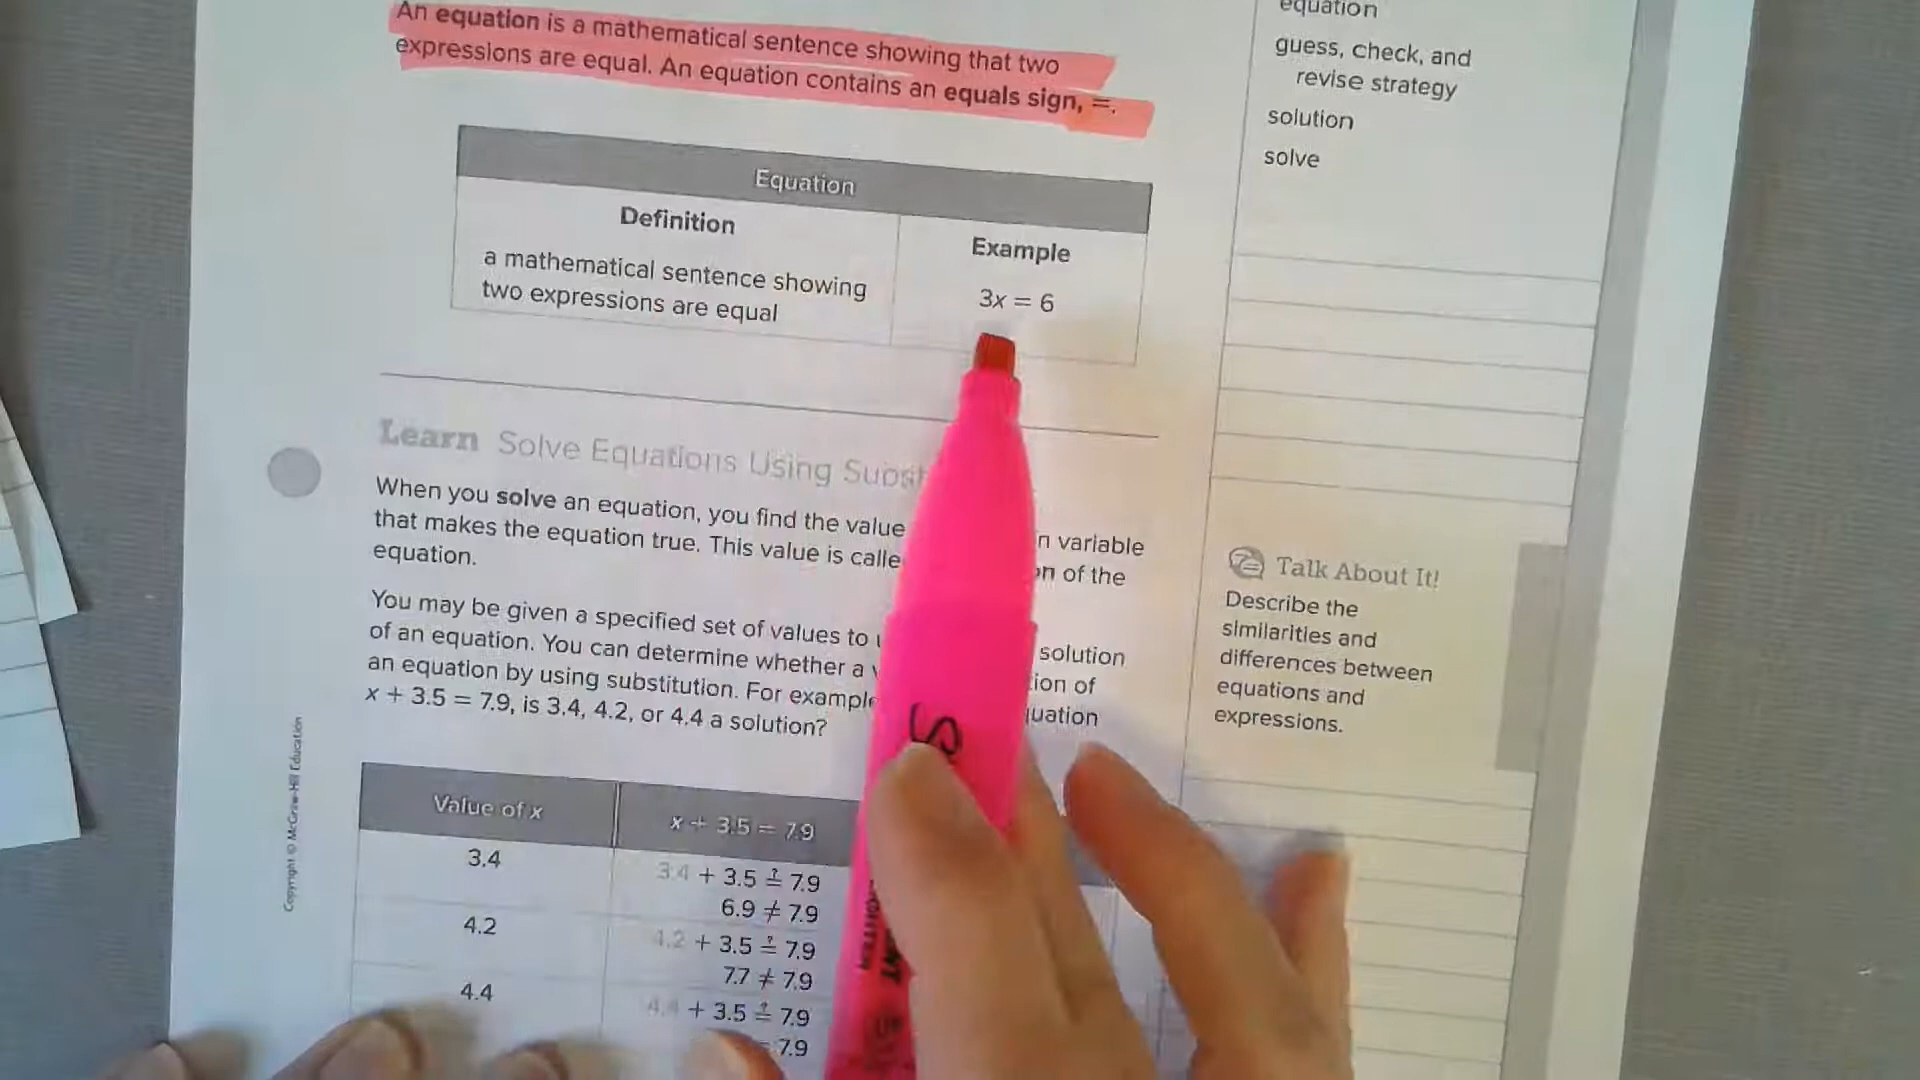 An equation is a mathematical sentence showing that two
expressions are equal. An equation contains an equals sign, =.
Equation
Definition
Example
a mathematical sentence showing
two expressions are equal
3x = 6
Learn Solve Equations Using
When you solve an equation, you find the value variable
that makes the equation true. This value is of the
equation.
You may be given a specified set of values to solution
of an equation. You can determine whether a of
an equation by using substitution. For
x + 3.5 = 7.9, is 3.4, 4.2, or 4.4 a solution?
Value of x
x + 3.5 = 7.9
3.4
3.4 + 3.5 ≟ 7.9
6.9 ≠ 7.9
4.2
4.2 + 3.5 ≟ 7.9
7.7 ≠ 7.9
4.4
4.4 + 3.5 ≟ 7.9
= 7.9
Copyright © McGraw-Hill Education
equation
guess, check, and
revise strategy
solution
solve
Talk About It!
Describe the
similarities and
differences between
equations and
expressions.